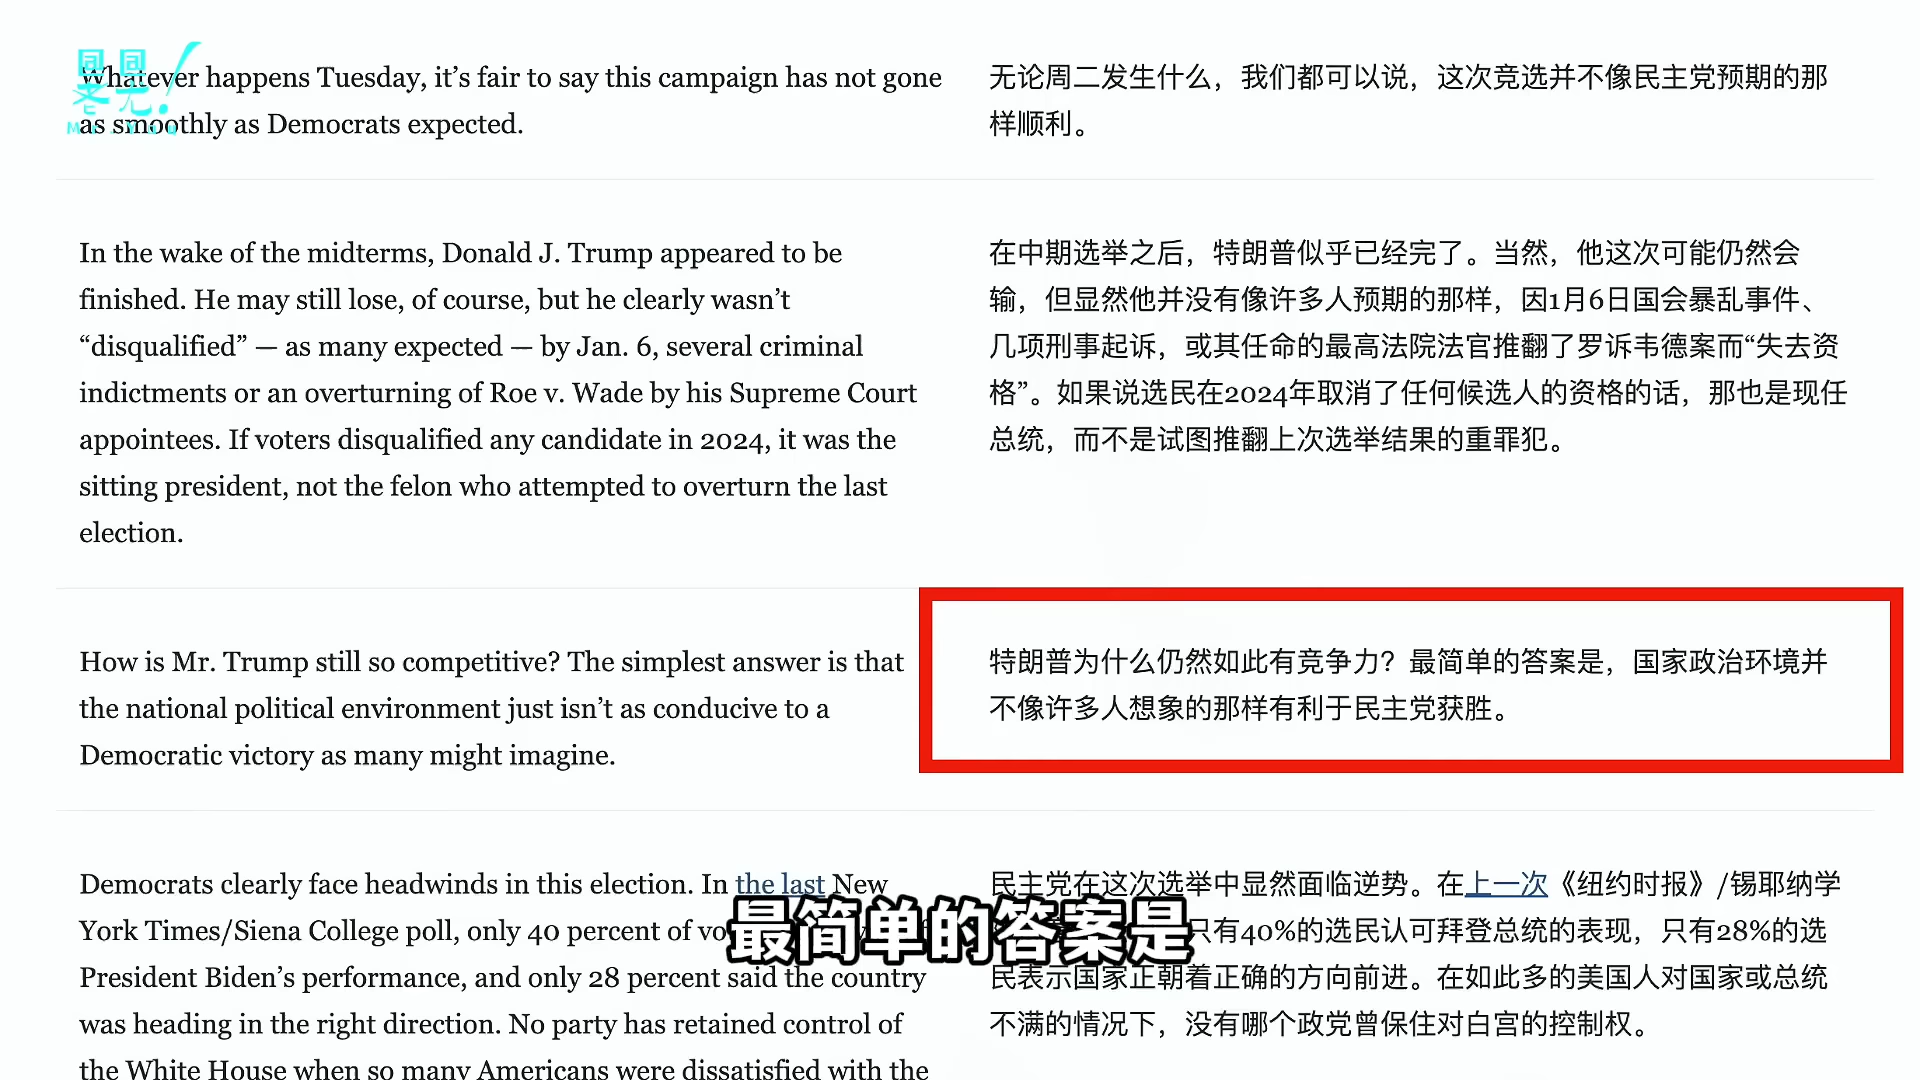 Whatever happens Tuesday, it’s fair to say this campaign has not gone
as smoothly as Democrats expected.
无论周二发生什么，我们都可以说，这次竞选并不像民主党预期的那
样顺利。
In the wake of the midterms, Donald J. Trump appeared to be
finished. He may still lose, of course, but he clearly wasn’t
“disqualified” — as many expected — by Jan. 6, several criminal
indictments or an overturning of Roe v. Wade by his Supreme Court
appointees. If voters disqualified any candidate in 2024, it was the
sitting president, not the felon who attempted to overturn the last
election.
在中期选举之后，特朗普似乎已经完了。当然，他这次可能仍然会
输，但显然他并没有像许多人预期的那样，因1月6日国会暴乱事件、
几项刑事起诉，或其任命的最高法院法官推翻了罗诉韦德案而“失去资
格”。如果说选民在2024年取消了任何候选人的资格的话，那也是现任
总统，而不是试图推翻上次选举结果的重罪犯。
How is Mr. Trump still so competitive? The simplest answer is that
the national political environment just isn’t as conducive to a
Democratic victory as many might imagine.
特朗普为什么仍然如此有竞争力？最简单的答案是，国家政治环境并
不像许多人想象的那样有利于民主党获胜。
Democrats clearly face headwinds in this election. In the last New
York Times/Siena College poll, only 40 percent of
President Biden’s performance, and only 28 percent said the country
was heading in the right direction. No party has retained control of
the White House when so many Americans were dissatisfied with the
民主党在这次选举中显然面临逆势。在上一次《纽约时报》/锡耶纳学
只有40%的选民认可拜登总统的表现，只有28%的选
民表示国家正朝着正确的方向前进。在如此多的美国人对国家或总统
不满的情况下，没有哪个政党曾保住对白宫的控制权。
最简单的答案是